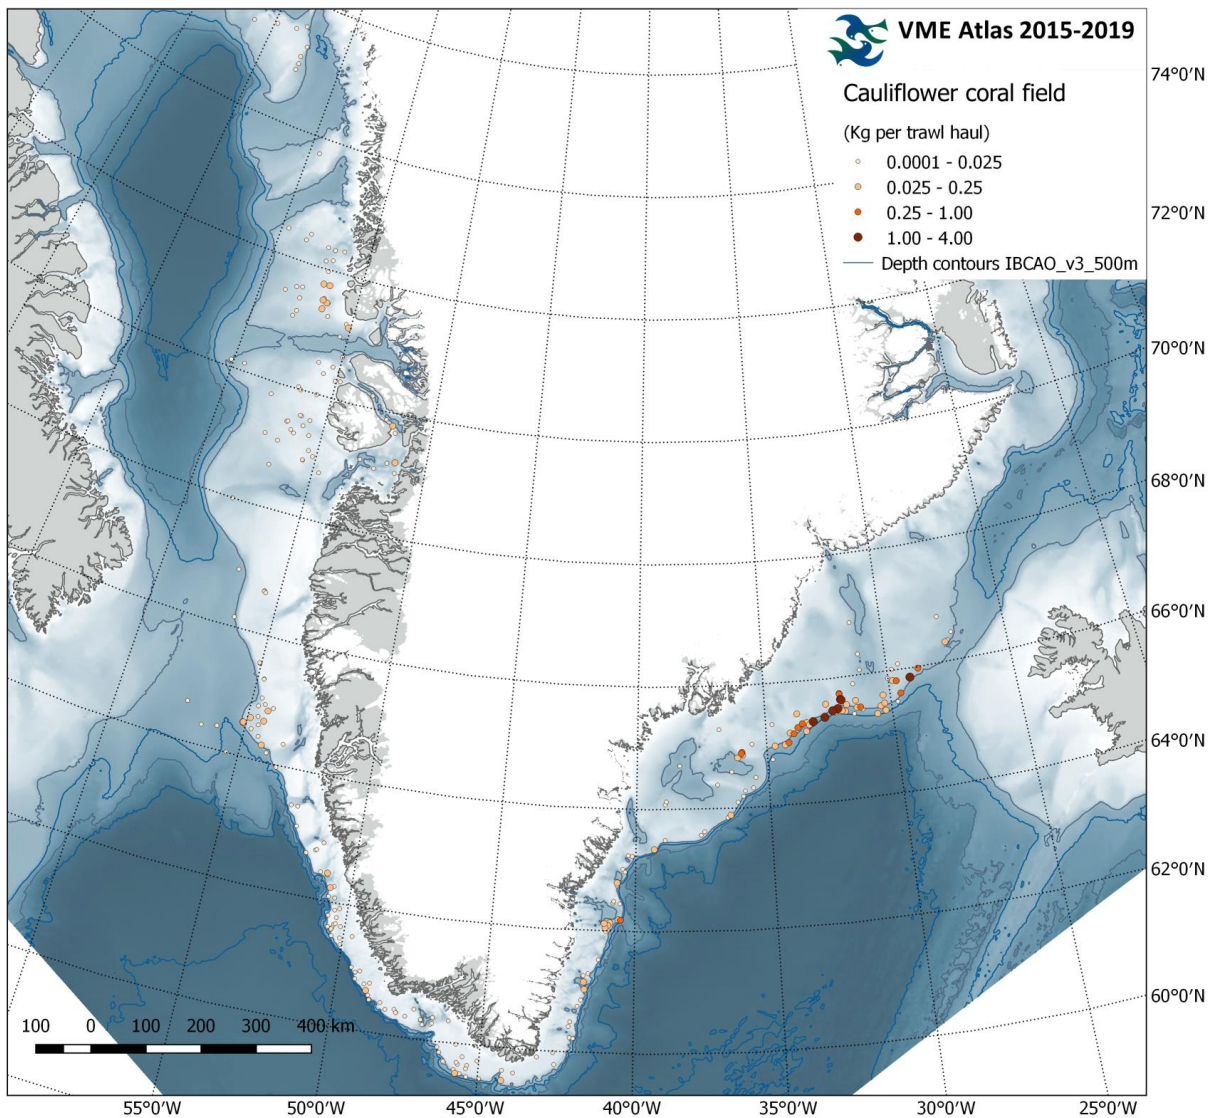 VME Atlas 2015-2019
Cauliflower coral field
(Kg per trawl haul)
0.0001 - 0.025
0.025 - 0.25
0.25 - 1.00
1.00 - 4.00
Depth contours IBCAO_v3_500m
74°0'N
72°0'N
70°0'N
68°0'N
66°0'N
64°0'N
62°0'N
60°0'N
100 0 100 200 300 400 km
55°0'W 50°0'W 45°0'W 40°0'W 35°0'W 30°0'W 25°0'W